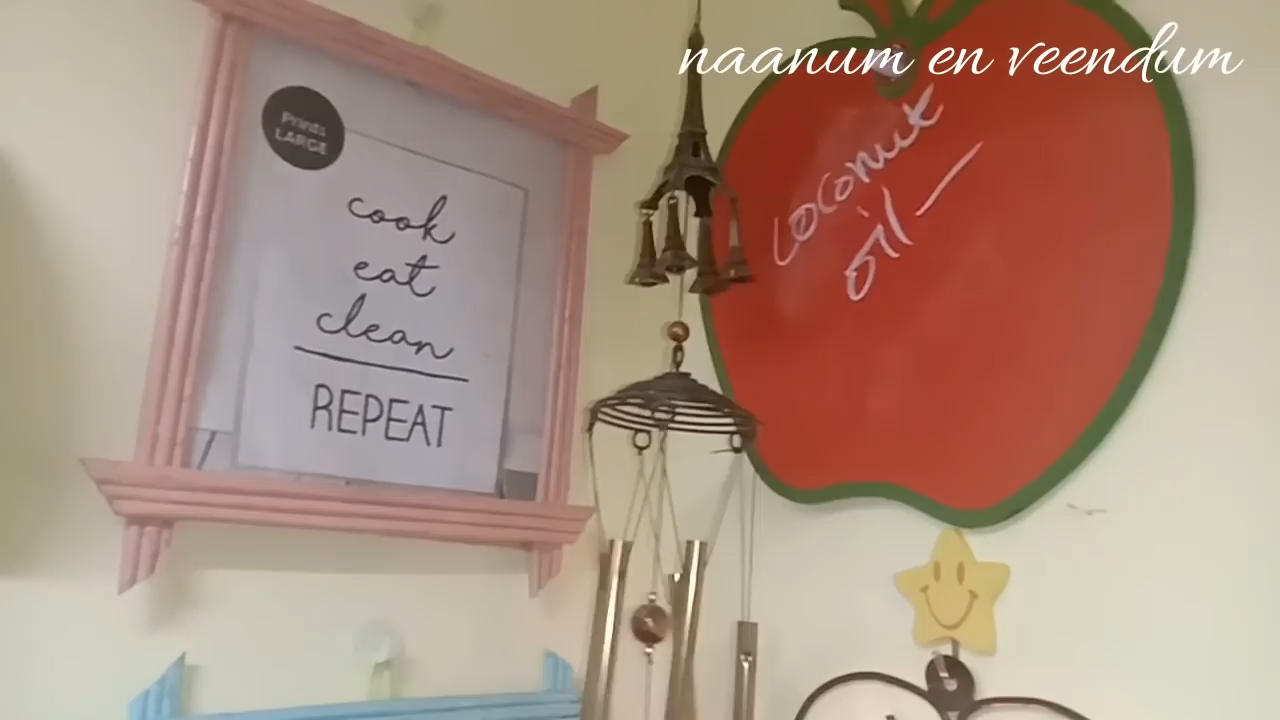 naanum en veendum
Prints
LARGE
cook
eat
clean
REPEAT
coconut
oil